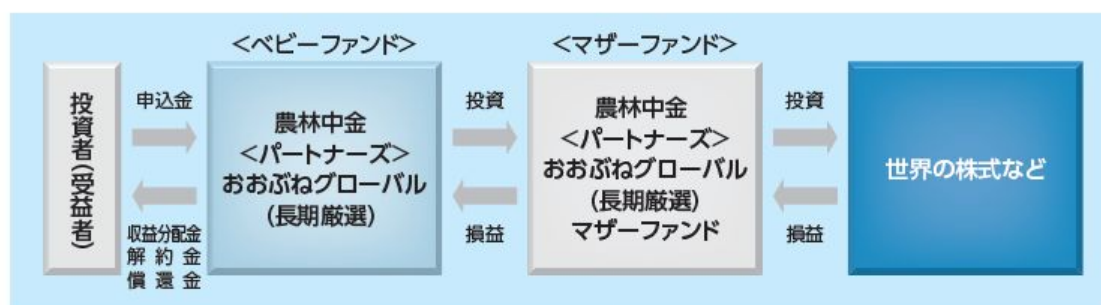 <ベビーファンド>
<マザーファンド>
投資者(受益者)
申込金
収益分配金
解約金
償還金
農林中金
<パートナーズ>
おおぶねグローバル
(長期厳選)
投資
損益
農林中金
<パートナーズ>
おおぶねグローバル
(長期厳選)
マザーファンド
投資
損益
世界の株式など